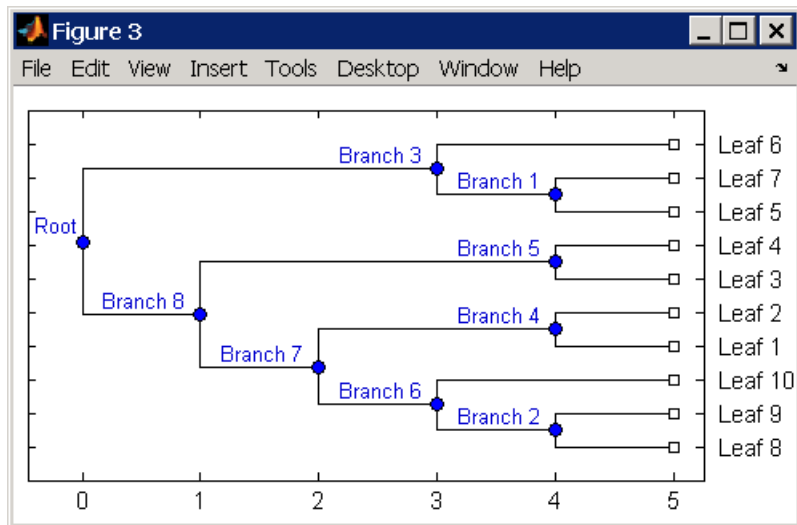 Figure 3
File Edit View Insert Tools Desktop Window Help
Branch 3
Leaf 6
Branch 1
Leaf 7
Leaf 5
Root
Branch 5
Leaf 4
Leaf 3
Branch 8
Branch 4
Leaf 2
Leaf 1
Branch 7
Branch 6
Leaf 10
Branch 2
Leaf 9
Leaf 8
0 1 2 3 4 5